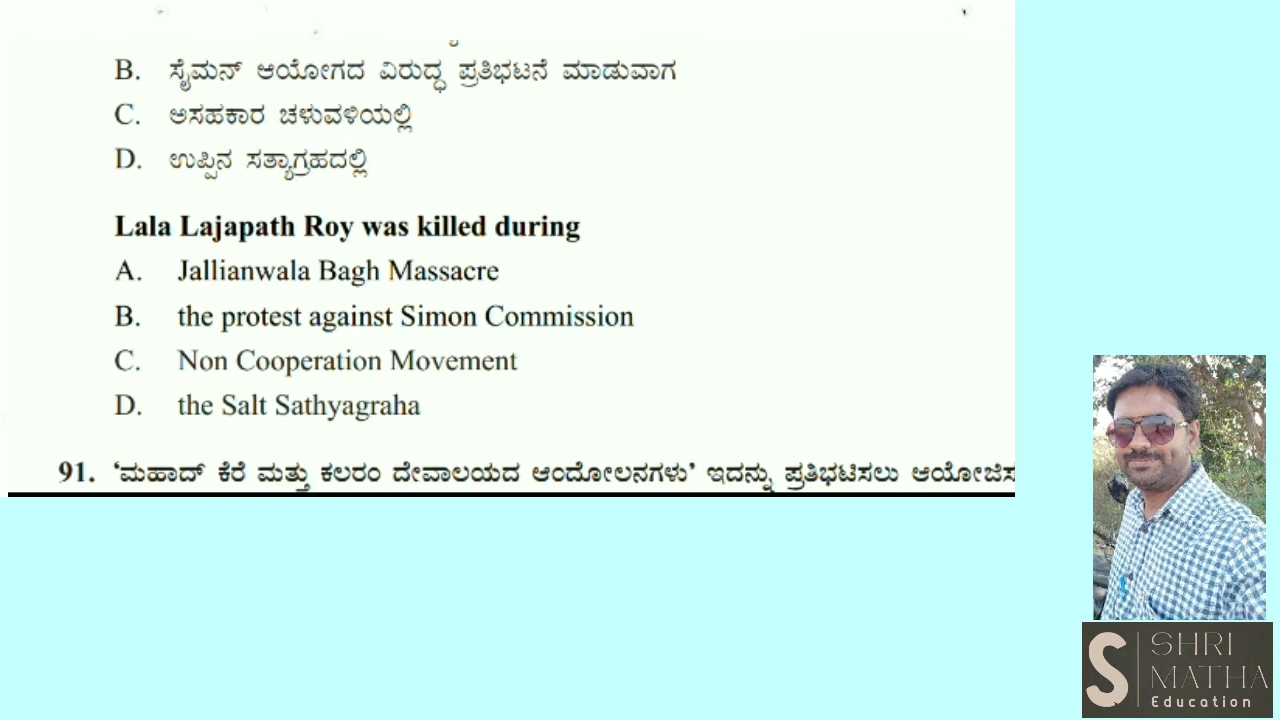 B. ಸೈಮನ್ ಆಯೋಗದ ವಿರುದ್ಧ ಪ್ರತಿಭಟನೆ ಮಾಡುವಾಗ
C. ಅಸಹಕಾರ ಚಳುವಳಿಯಲ್ಲಿ
D. ಉಪ್ಪಿನ ಸತ್ಯಾಗ್ರಹದಲ್ಲಿ
Lala Lajapath Roy was killed during
A. Jallianwala Bagh Massacre
B. the protest against Simon Commission
C. Non Cooperation Movement
D. the Salt Sathyagraha
91. ‘ಮಹಾದ್ ಕೆರೆ ಮತ್ತು ಕಲರಂ ದೇವಾಲಯದ ಆಂದೋಲನಗಳು’ ಇದನ್ನು ಪ್ರತಿಭಟಿಸಲು
S SHRI
MATHA
Education